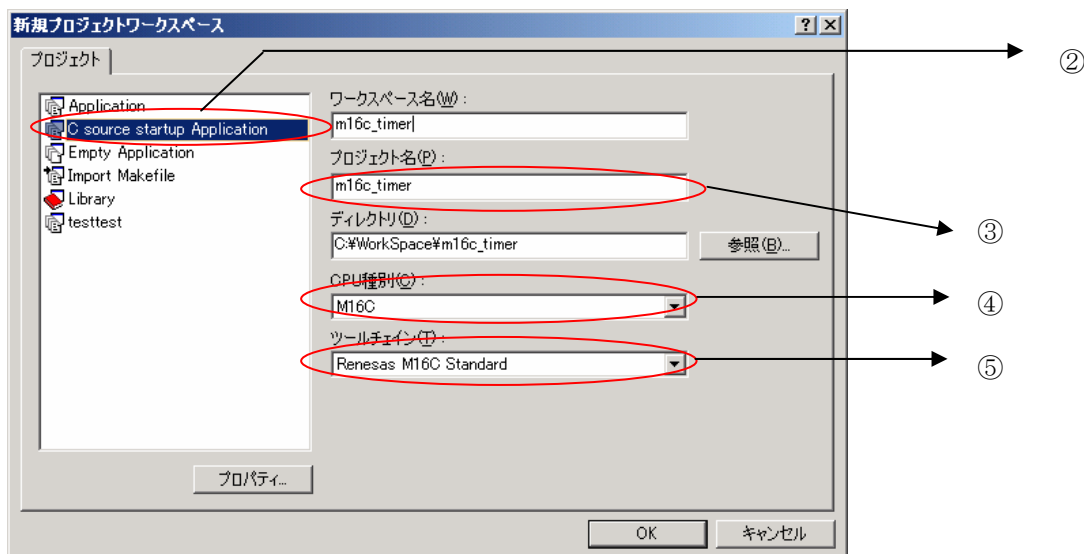 新規プロジェクトワークスペース
プロジェクト
②
Application
C source startup Application
Empty Application
Import Makefile
Library
testtest
ワークスペース名(W) :
m16c_timer
プロジェクト名(P) :
m16c_timer
③
ディレクトリ(D) :
C:¥WorkSpace¥m16c_timer
参照(B)...
CPU種別(C) :
M16C
④
ツールチェイン(T) :
Renesas M16C Standard
⑤
プロパティ...
OK
キャンセル